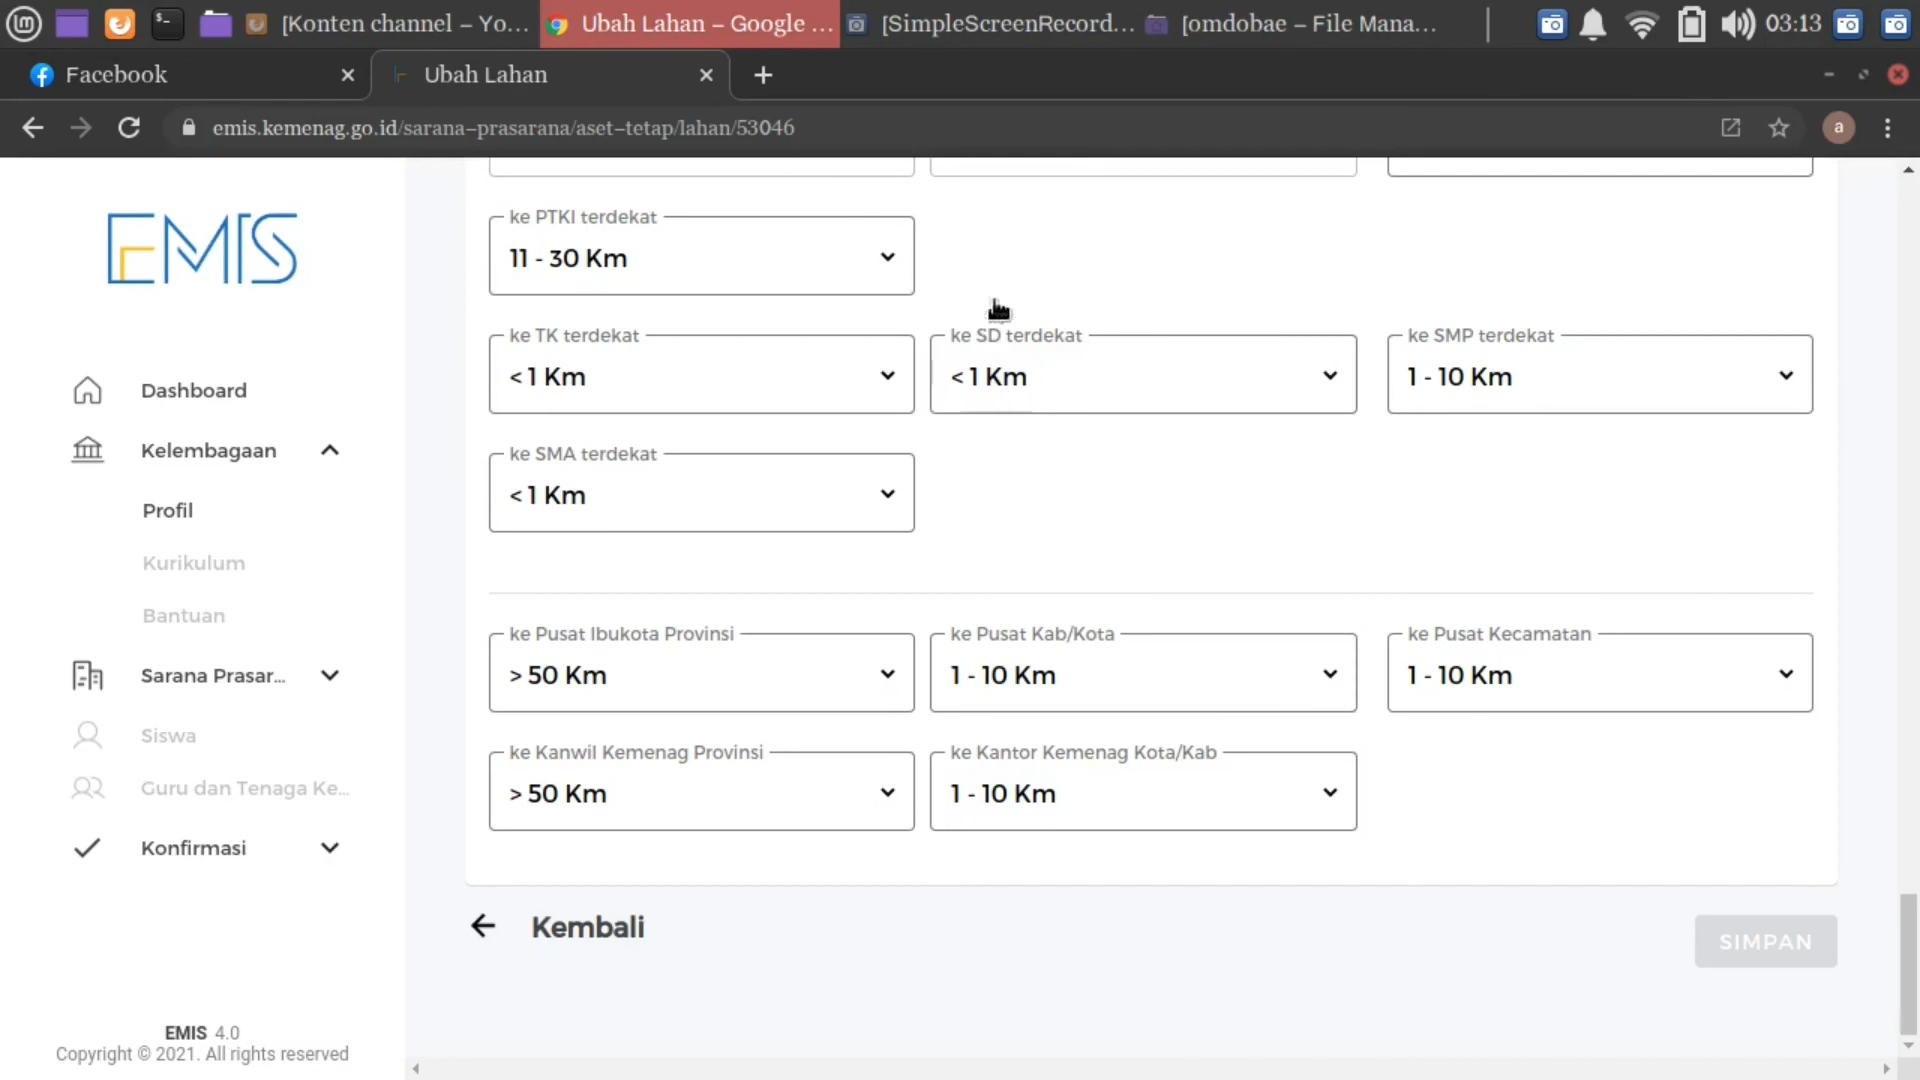 [Konten channel – Yo...
Ubah Lahan – Google ...
[SimpleScreenRecord...
[omdobae – File Mana...
03:13
Facebook
Ubah Lahan
emis.kemenag.go.id/sarana-prasarana/aset-tetap/lahan/53046
a
EMIS
Dashboard
Kelembagaan
Profil
Kurikulum
Bantuan
Sarana Prasar...
Siswa
Guru dan Tenaga Ke...
Konfirmasi
EMIS 4.0
Copyright © 2021. All rights reserved
ke PTKI terdekat
11 - 30 Km
ke TK terdekat
< 1 Km
ke SD terdekat
< 1 Km
ke SMP terdekat
1 - 10 Km
ke SMA terdekat
< 1 Km
ke Pusat Ibukota Provinsi
> 50 Km
ke Pusat Kab/Kota
1 - 10 Km
ke Pusat Kecamatan
1 - 10 Km
ke Kanwil Kemenag Provinsi
> 50 Km
ke Kantor Kemenag Kota/Kab
1 - 10 Km
Kembali
SIMPAN